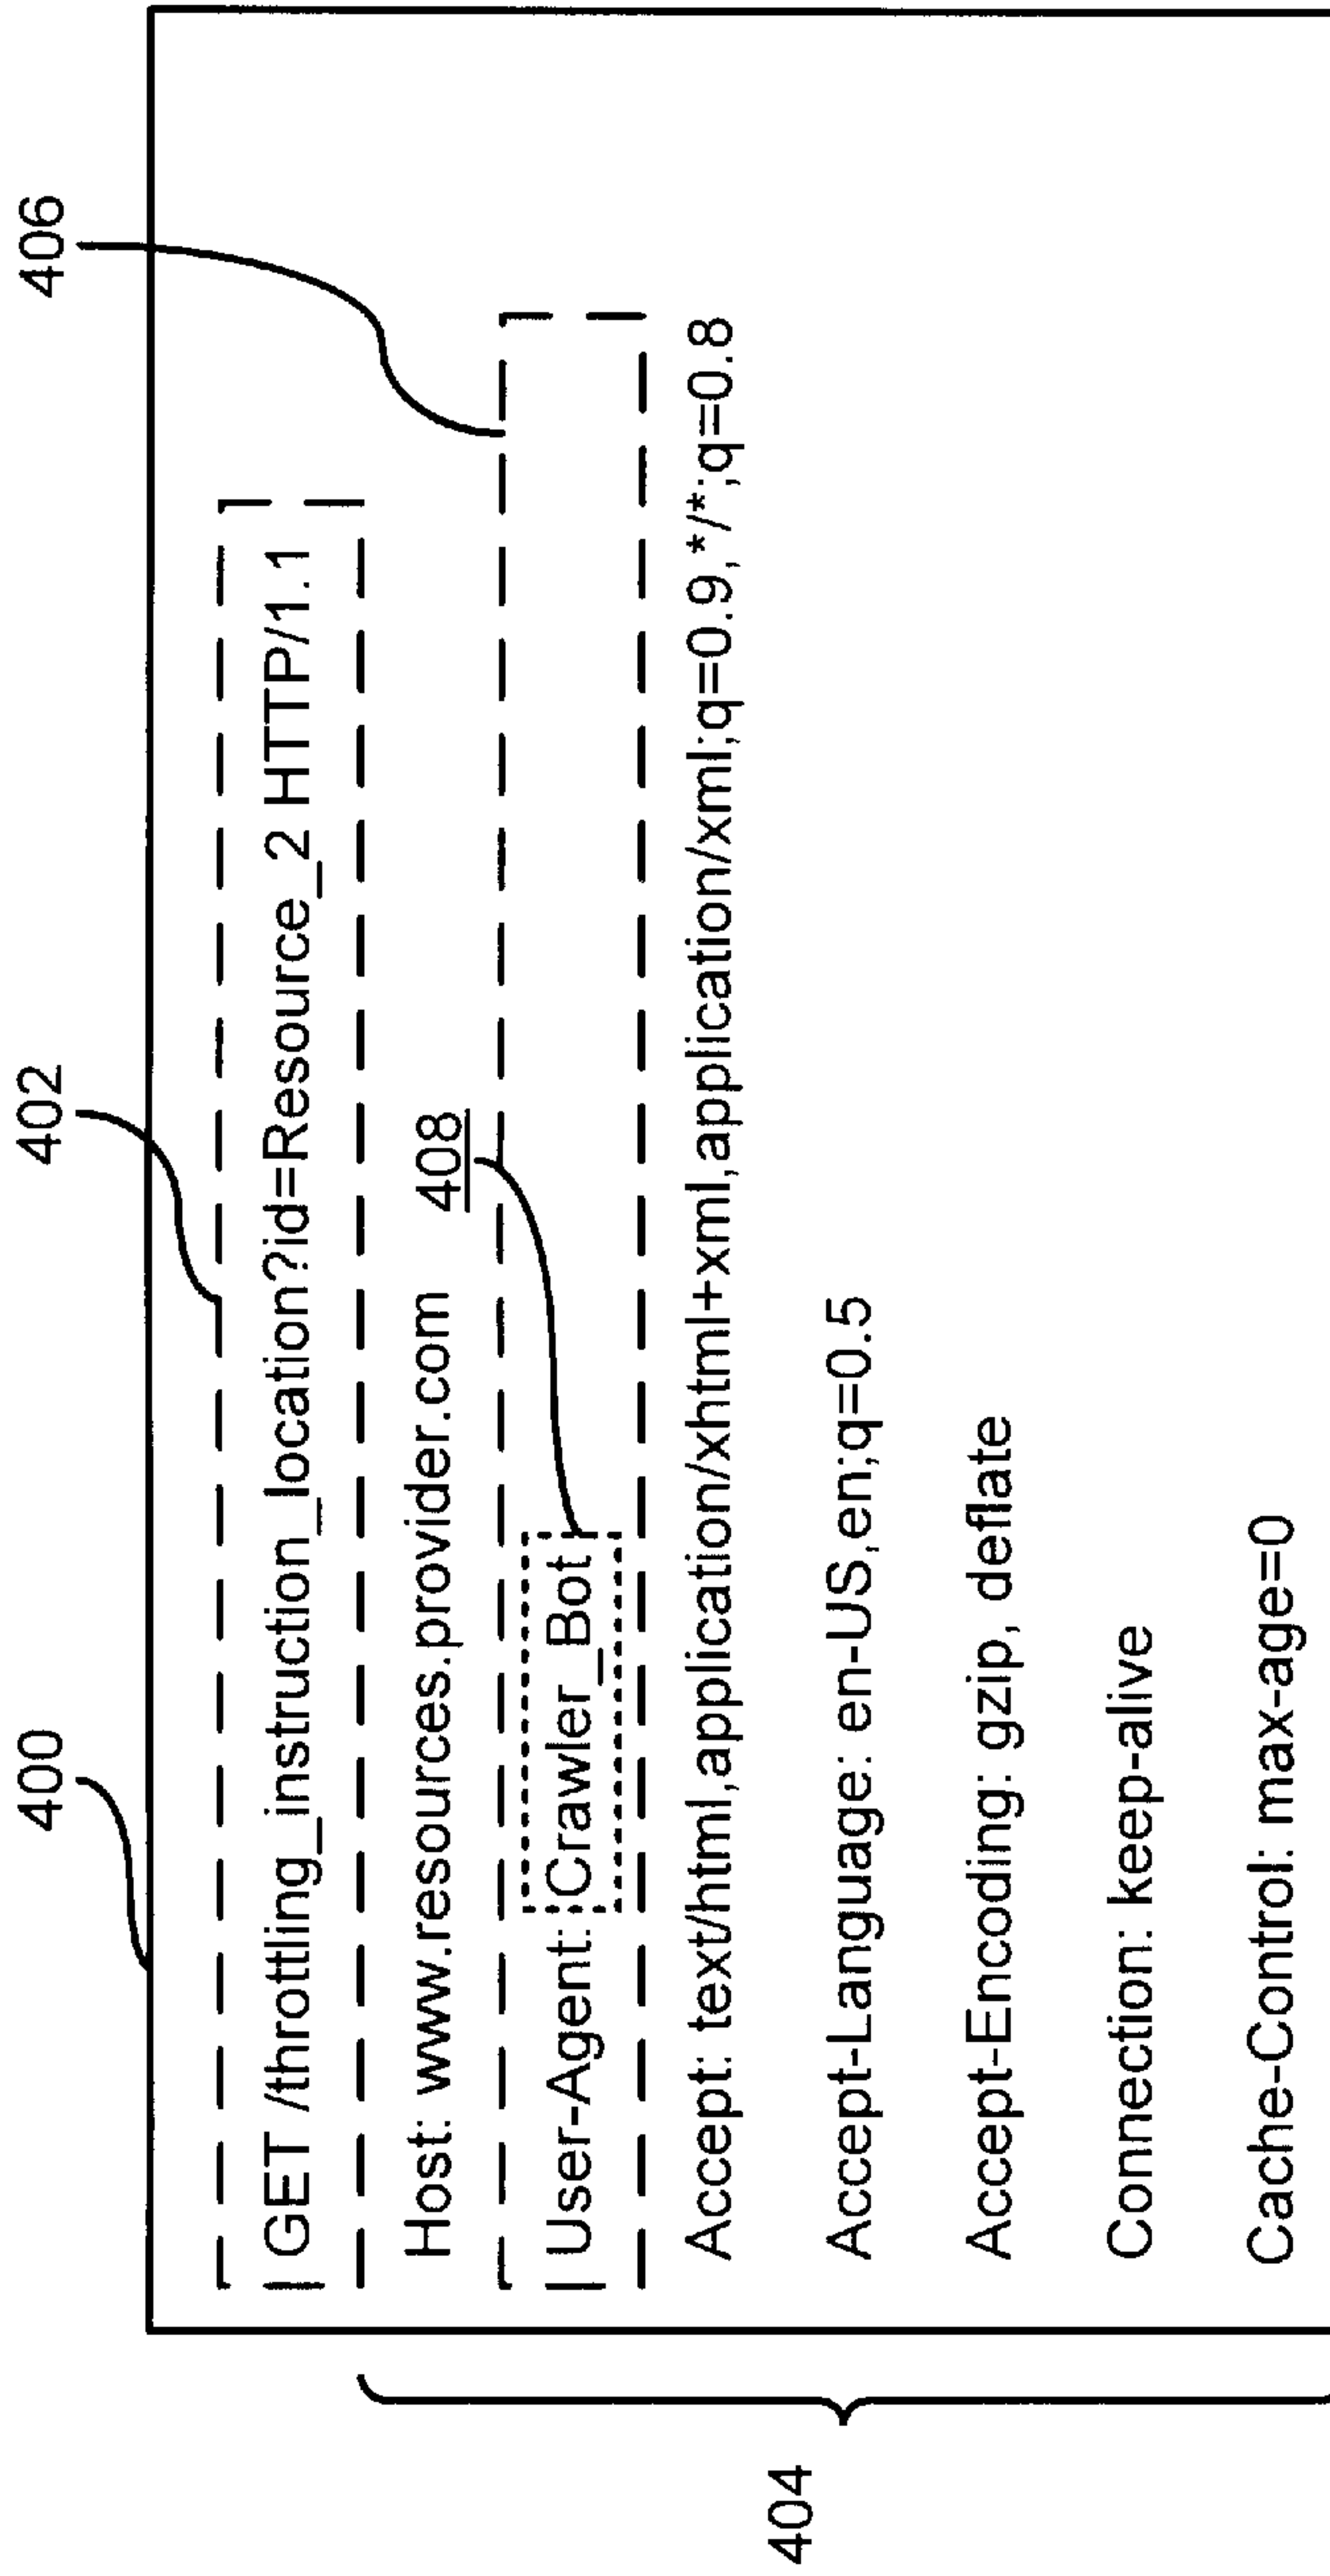 400
402
406
GET /throttling_instruction_location?id=Resource_2 HTTP/1.1
Host: www.resources.provider.com
408
User-Agent: Crawler_Bot
Accept: text/html,application/xhtml+xml,application/xml;q=0.9,*/*;q=0.8
404
Accept-Language: en-US,en;q=0.5
Accept-Encoding: gzip, deflate
Connection: keep-alive
Cache-Control: max-age=0